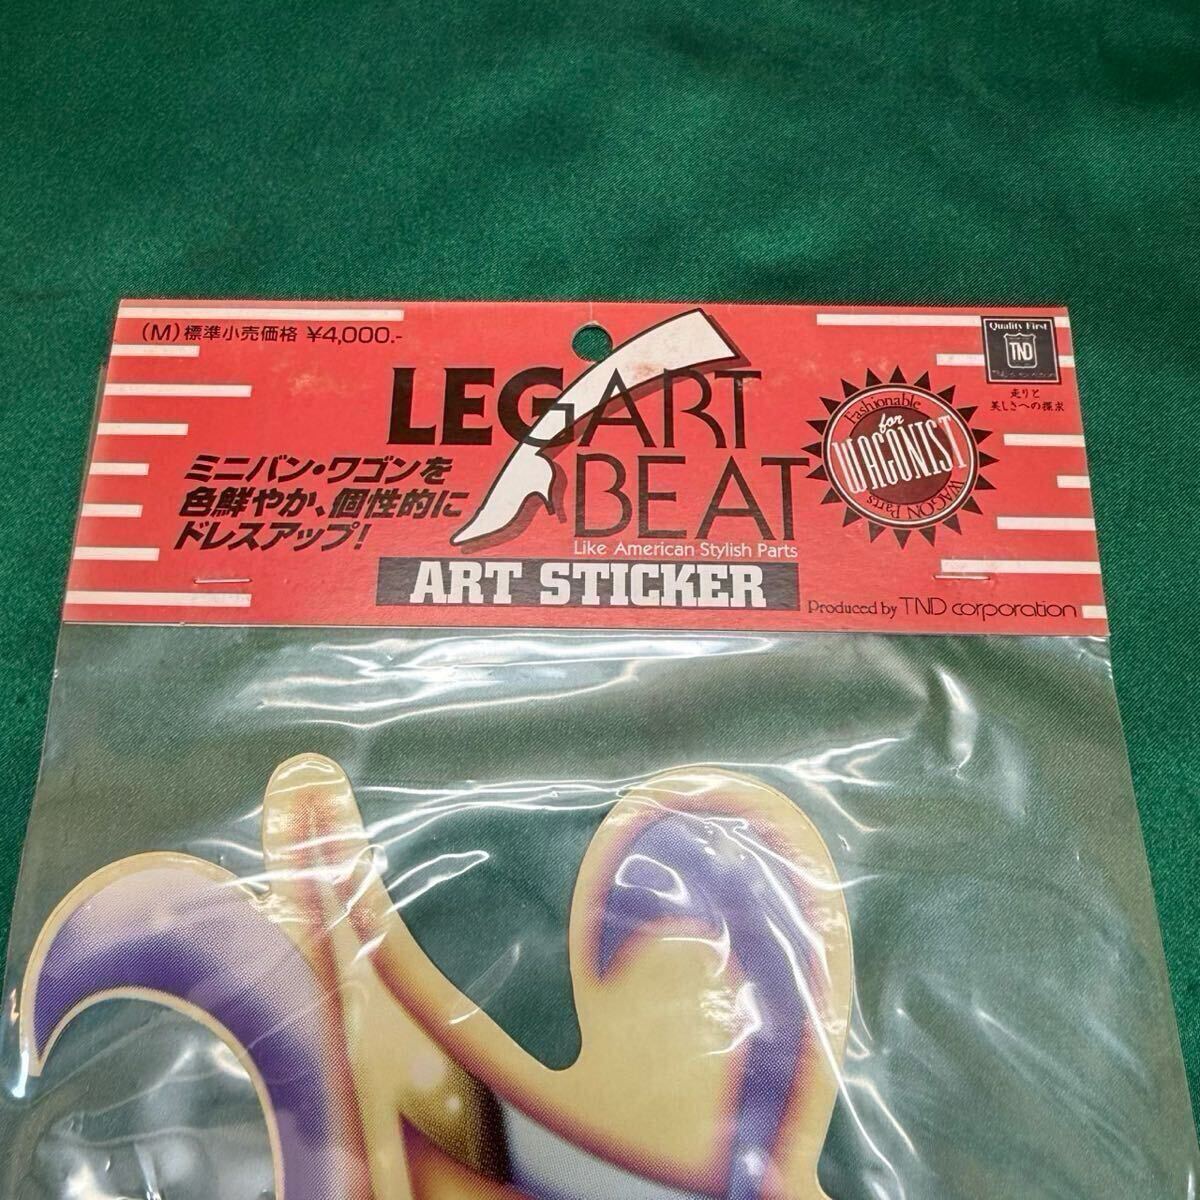 (M)標準小売価格 ¥4,000.-
LEG ART
BEAT
Like American Stylish Parts
ART STICKER
ミニバン・ワゴンを
色鮮やか、個性的に
ドレスアップ!
Fashionable
for
WAGONIST
WAGON Parts
Quality First
TND
走りと
美しさへの探求
Produced by TND corporation